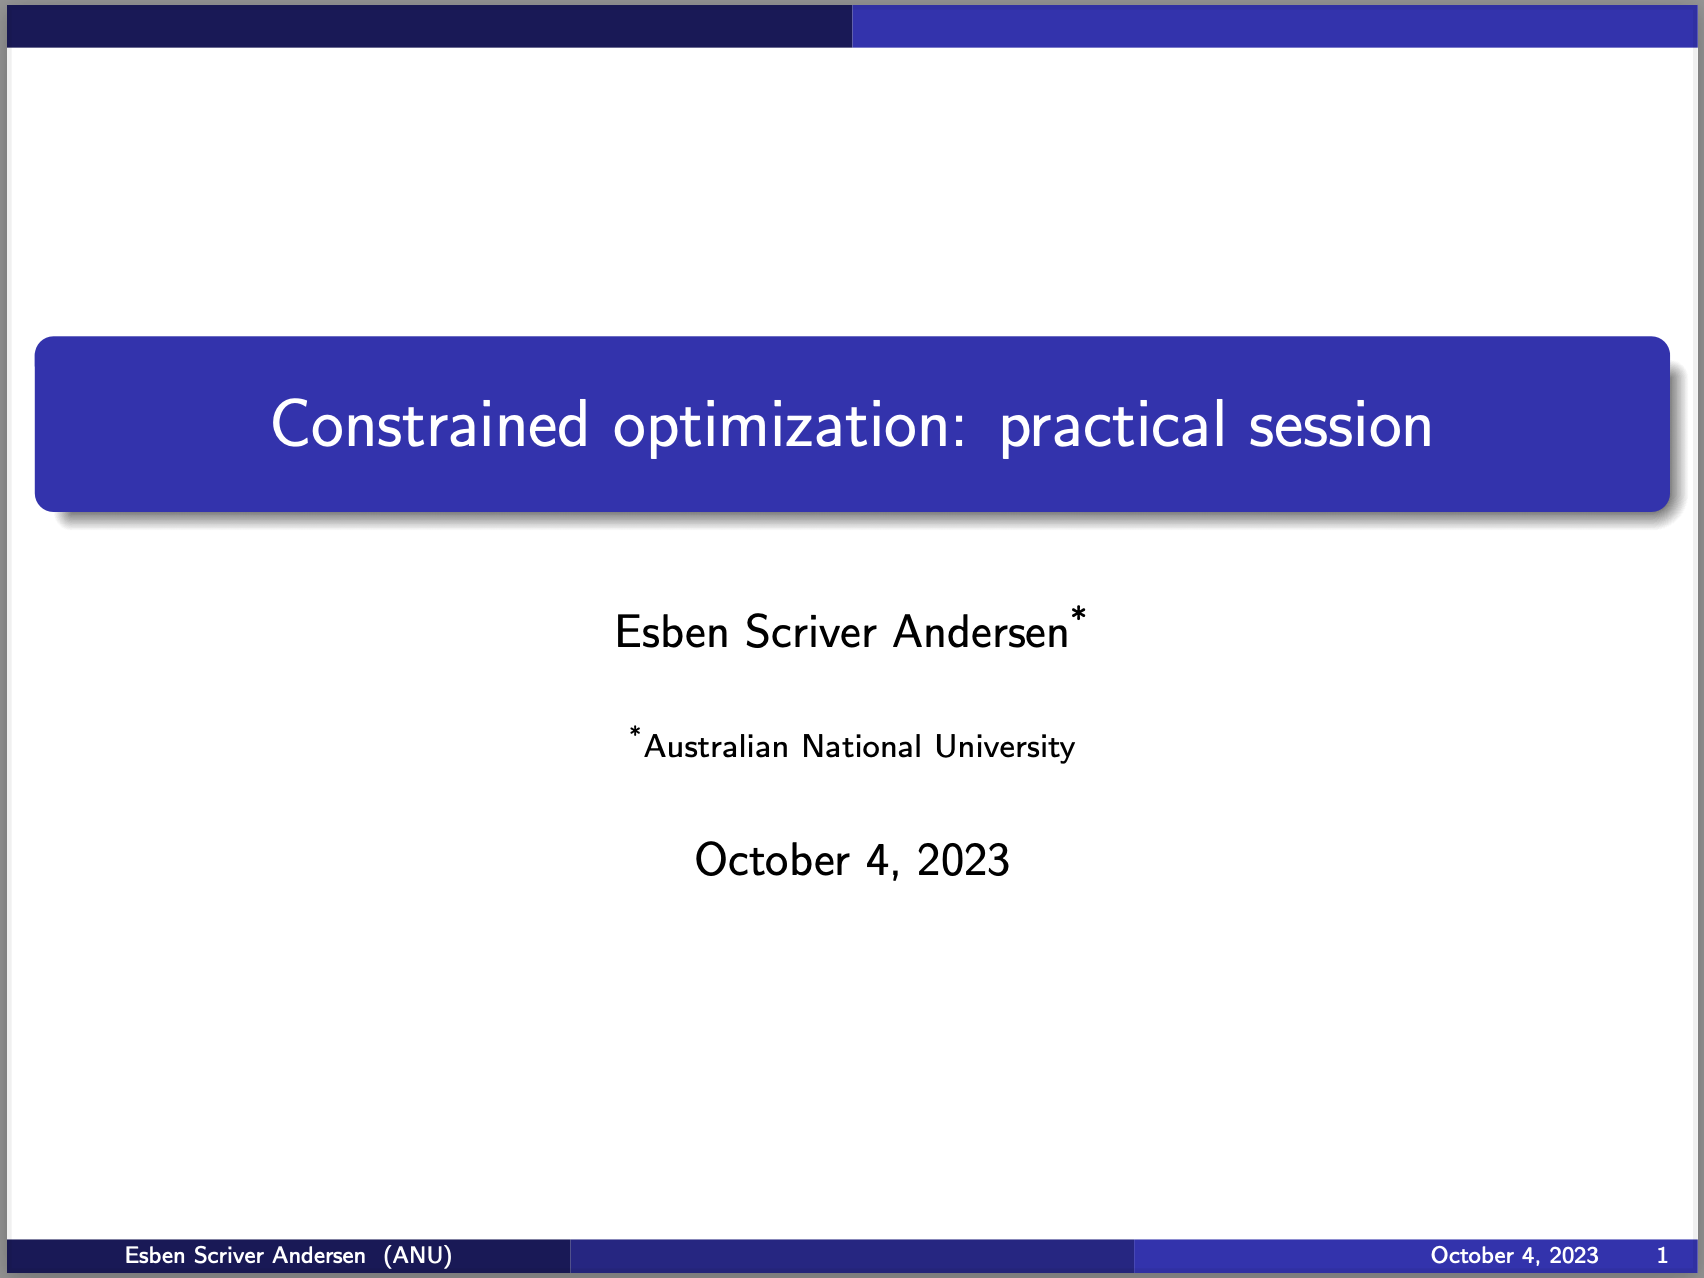 Constrained optimization: practical session
Esben Scriver Andersen*
*Australian National University
October 4, 2023
Esben Scriver Andersen (ANU)
October 4, 2023 1